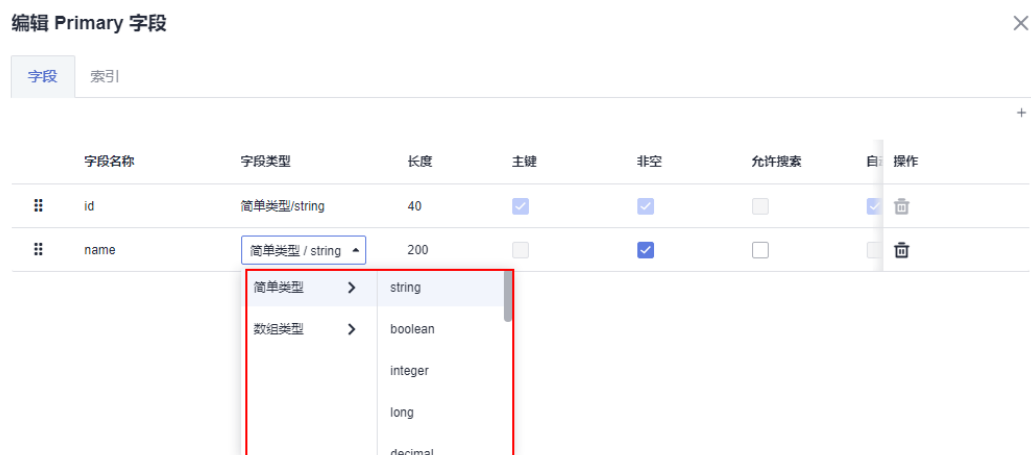 编辑 Primary 字段
字段 索引
字段名称 字段类型 长度 主键 非空 允许搜索 自 操作
id 简单类型/string 40
name 简单类型 / string 200
简单类型 string
数组类型 boolean
integer
long
decimal